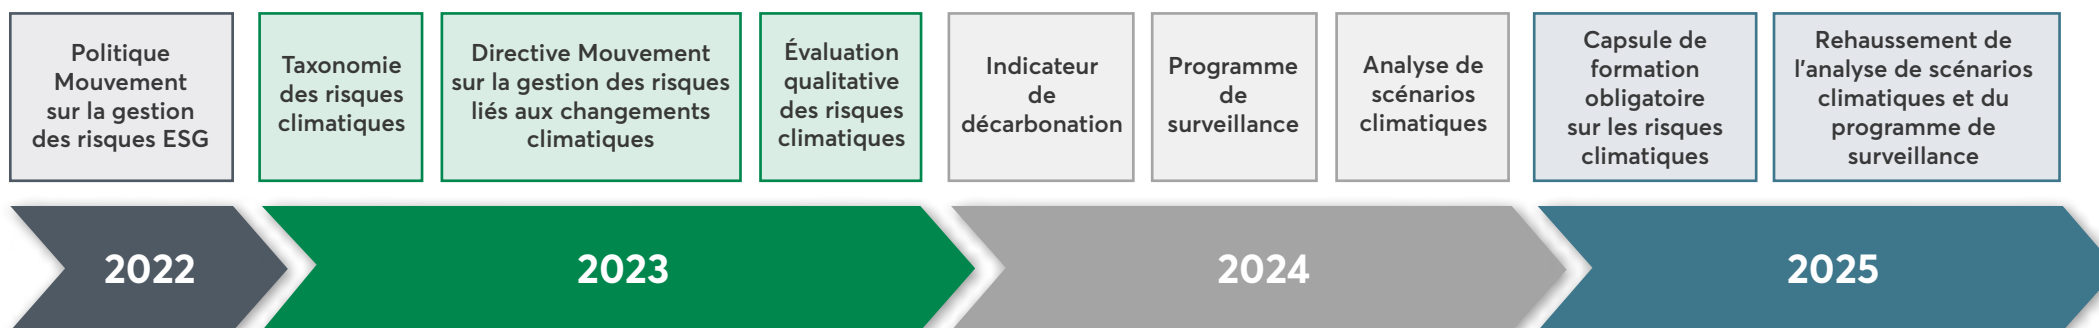 Politique
Mouvement
sur la gestion
des risques ESG
Taxonomie
des risques
climatiques
Directive Mouvement
sur la gestion des risques
liés aux changements
climatiques
Évaluation
qualitative
des risques
climatiques
Indicateur
de
décarbonation
Programme
de
surveillance
Analyse de
scénarios
climatiques
Capsule de
formation
obligatoire
sur les risques
climatiques
Rehaussement de
l'analyse de scénarios
climatiques et du
programme de
surveillance
2022
2023
2024
2025